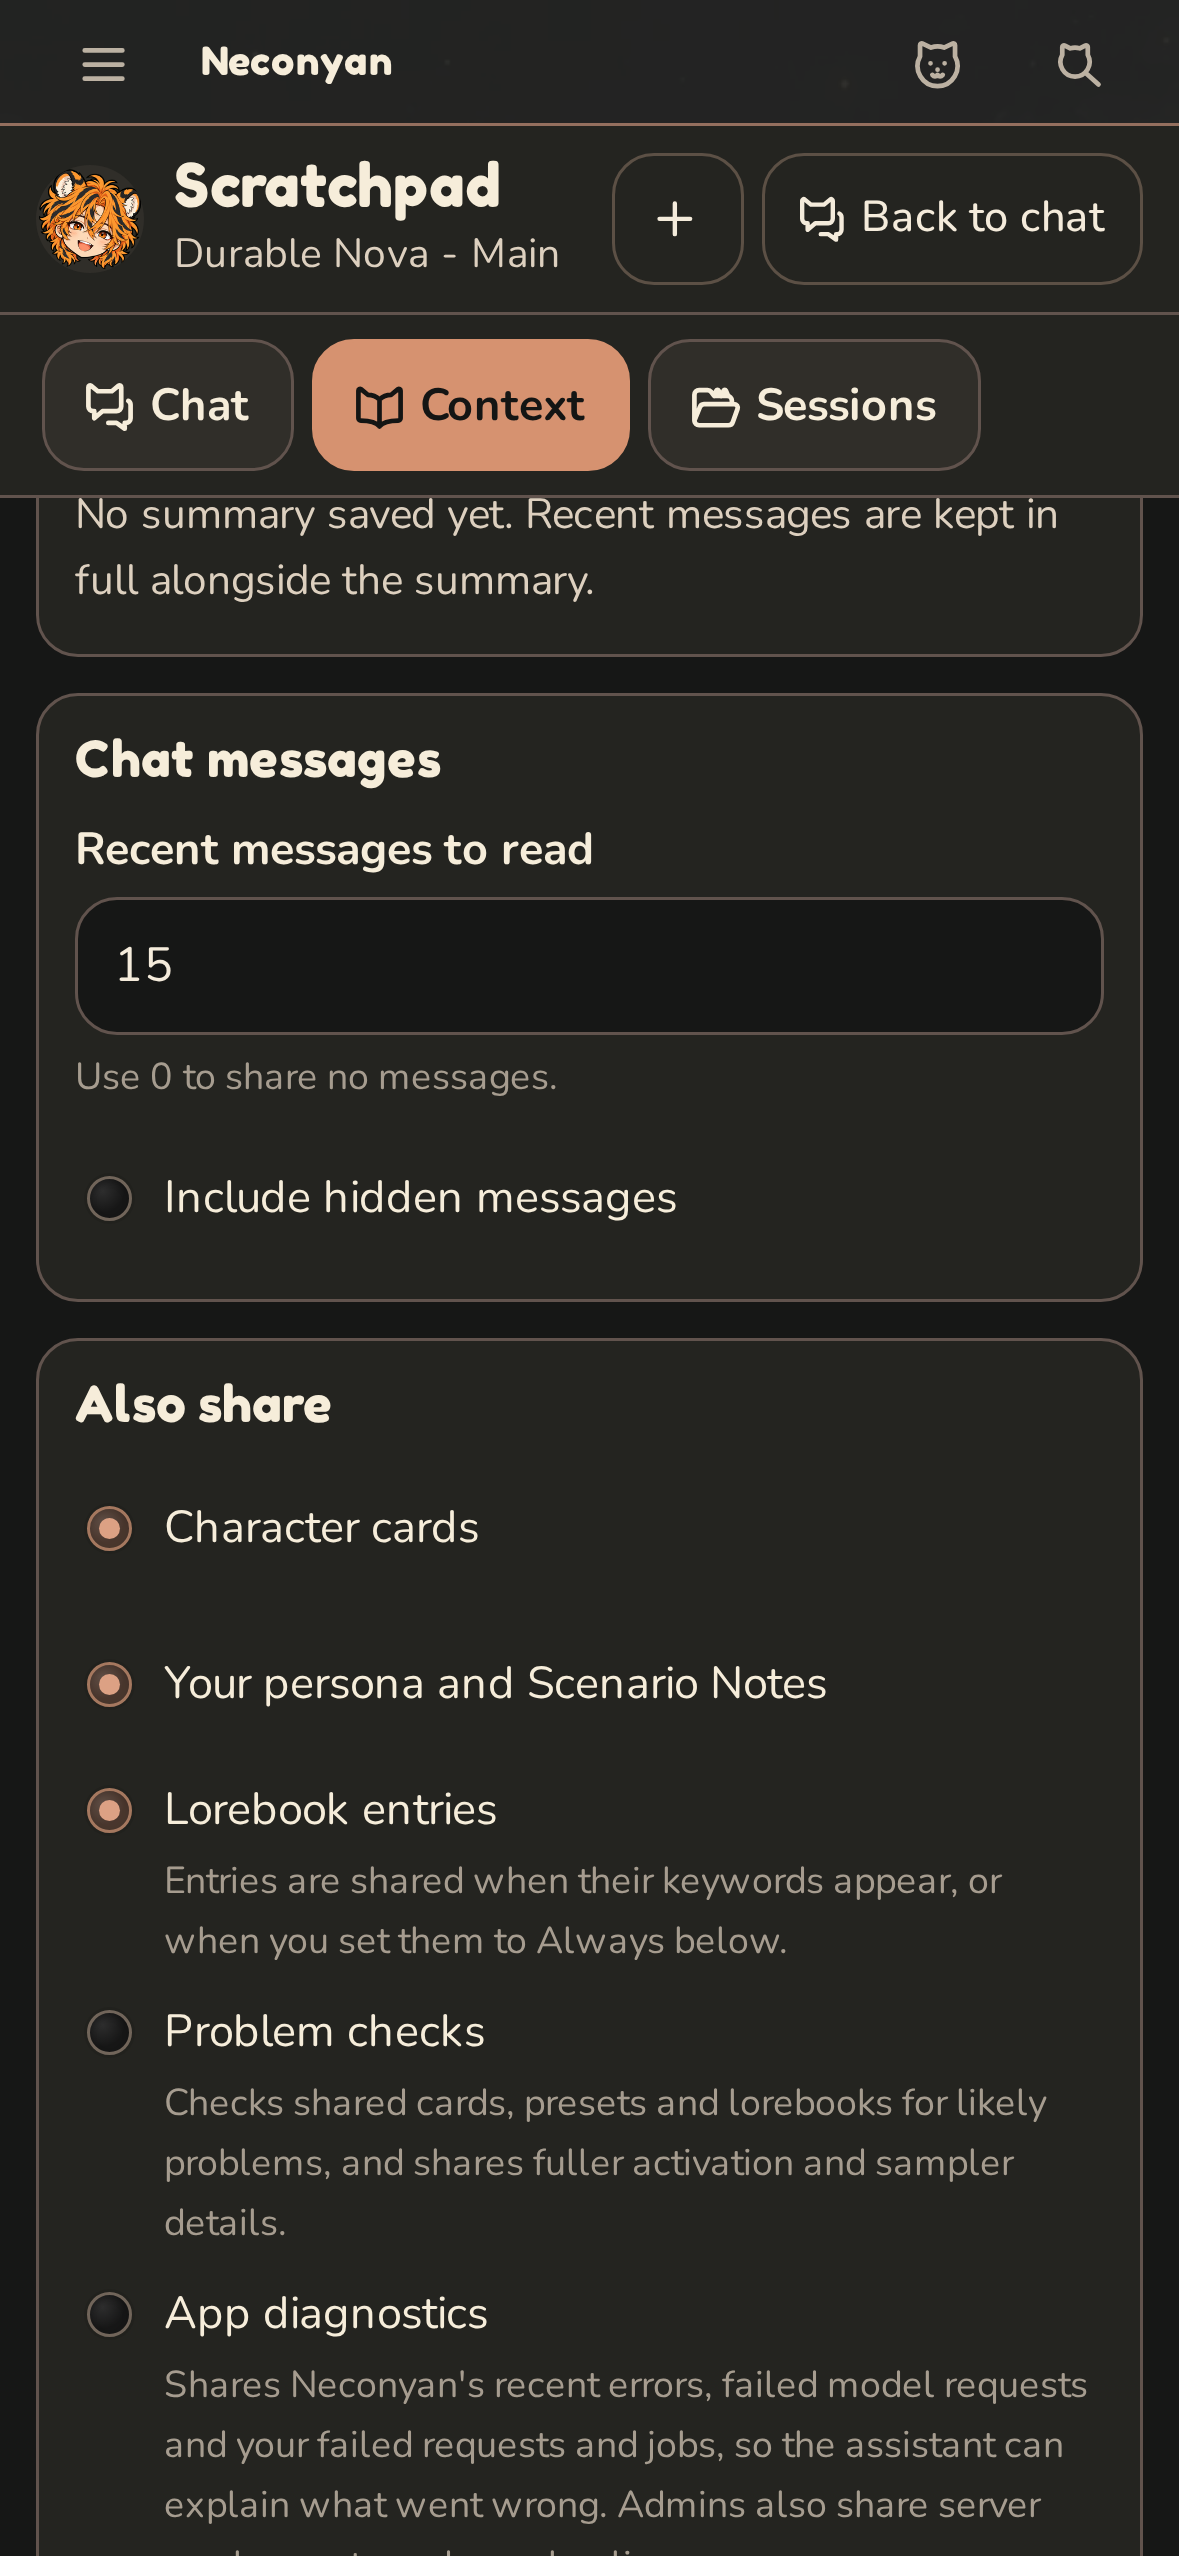 Neconyan
Scratchpad
Durable Nova - Main
Back to chat
Chat
Context
Sessions
No summary saved yet. Recent messages are kept in
full alongside the summary.
Chat messages
Recent messages to read
15
Use 0 to share no messages.
Include hidden messages
Also share
Character cards
Your persona and Scenario Notes
Lorebook entries
Entries are shared when their keywords appear, or
when you set them to Always below.
Problem checks
Checks shared cards, presets and lorebooks for likely
problems, and shares fuller activation and sampler
details.
App diagnostics
Shares Neconyan's recent errors, failed model requests
and your failed requests and jobs, so the assistant can
explain what went wrong. Admins also share server